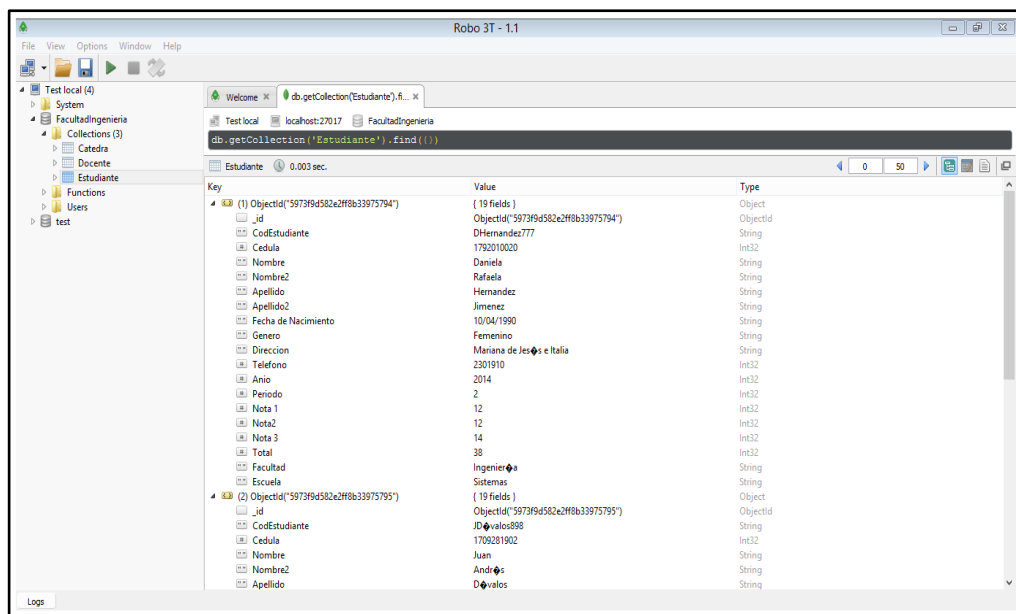 Robo 3T - 1.1
File View Options Window Help
Test local (4)
System
FacultadIngenieria
Collections (3)
Catedra
Docente
Estudiante
Functions
Users
test
Welcome
db.getCollection('Estudiante').fi...
Test local localhost:27017 FacultadIngenieria
db.getCollection('Estudiante').find({})
Estudiante 0.003 sec. 0 50
Key Value Type
(1) ObjectId("5973f9d582e2ff8b33975794") { 19 fields } Object
_id ObjectId("5973f9d582e2ff8b33975794") ObjectId
CodEstudiante DHernandez777 String
Cedula 1792010020 Int32
Nombre Daniela String
Nombre2 Rafaela String
Apellido Hernandez String
Apellido2 Jimenez String
Fecha de Nacimiento 10/04/1990 String
Genero Femenino String
Direccion Mariana de Jes�s e Italia String
Telefono 2301910 Int32
Anio 2014 Int32
Periodo 2 Int32
Nota 1 12 Int32
Nota2 12 Int32
Nota 3 14 Int32
Total 38 Int32
Facultad Ingenier�a String
Escuela Sistemas String
(2) ObjectId("5973f9d582e2ff8b33975795") { 19 fields } Object
_id ObjectId("5973f9d582e2ff8b33975795") ObjectId
CodEstudiante JD�valos898 String
Cedula 1709281902 Int32
Nombre Juan String
Nombre2 Andr�s String
Apellido D�valos String
Logs